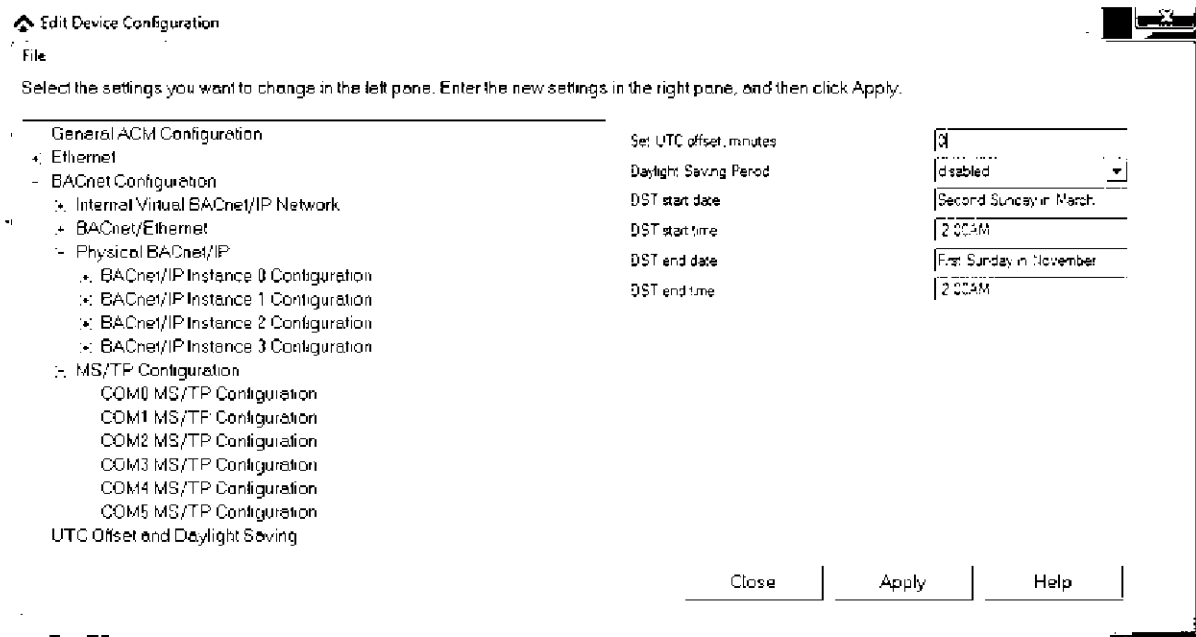 Edit Device Configuration
File
Select the settings you want to change in the left pane. Enter the new settings in the right pane, and then click Apply.
General ACM Configuration
Ethernet
BACnet Configuration
Internal Virtual BACnet/IP Network
BACnet/Ethernet
Physical BACnet/IP
BACnet/IP Instance 0 Configuration
BACnet/IP Instance 1 Configuration
BACnet/IP Instance 2 Configuration
BACnet/IP Instance 3 Configuration
MS/TP Configuration
COM0 MS/TP Configuration
COM1 MS/TP Configuration
COM2 MS/TP Configuration
COM3 MS/TP Configuration
COM4 MS/TP Configuration
COM5 MS/TP Configuration
UTC Offset and Daylight Saving
Set UTC offset, minutes 0
Daylight Saving Period disabled
DST start date Second Sunday in March
DST start time 2:00AM
DST end date First Sunday in November
DST end time 2:00AM
Close Apply Help